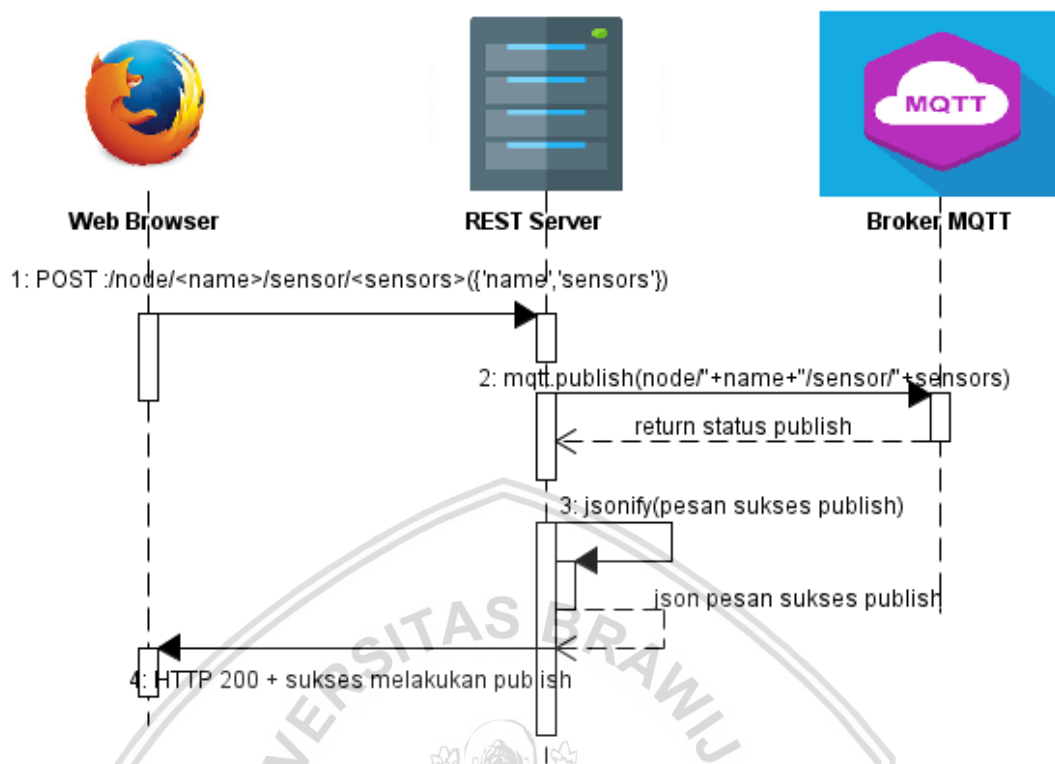 MQTT
Web Browser
REST Server
Broker MQTT
1: POST :/node/<name>/sensor/<sensors>({'name','sensors'})
2: mqtt.publish(node/"+name+"/sensor/"+sensors)
return status publish
3: jsonify(pesan sukses publish)
json pesan sukses publish
4: HTTP 200 + sukses melakukan publish
VERSITAS BRAWIJ